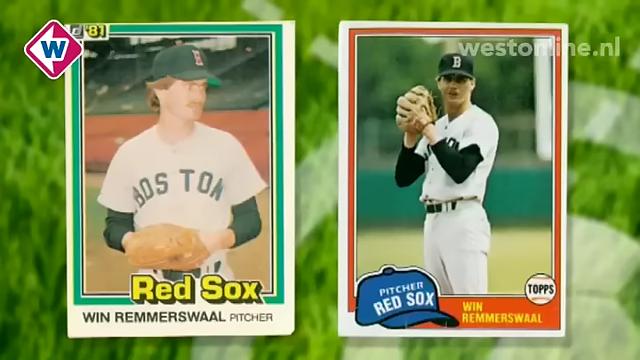 W
westonline.nl
'81
B
BOSTON
Red Sox
WIN REMMERSWAAL PITCHER
B
PITCHER
RED SOX
TOPPS
WIN
REMMERSWAAL